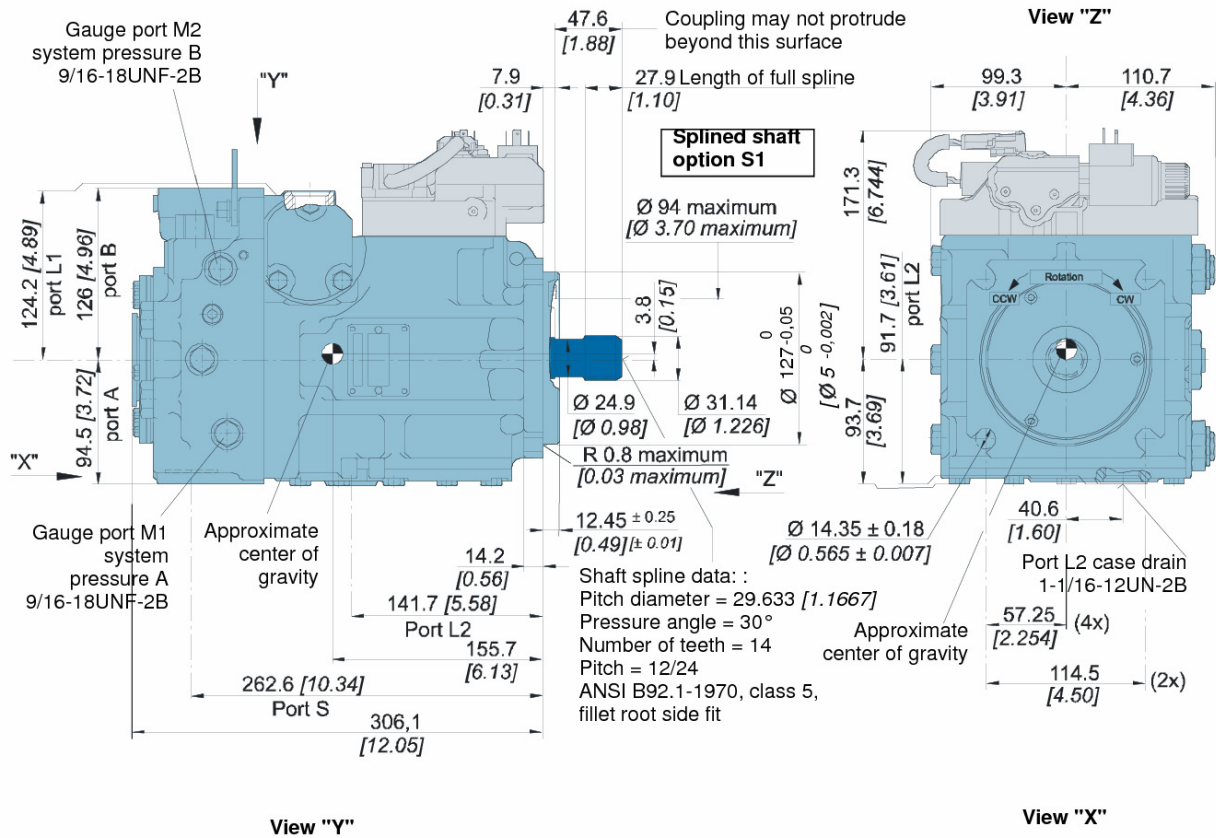 Gauge port M2
system pressure B
9/16-18UNF-2B
"Y"
47.6
[1.88]
Coupling may not protrude
beyond this surface
7.9
[0.31]
27.9 Length of full spline
[1.10]
Splined shaft
option S1
Ø 94 maximum
[Ø 3.70 maximum]
124.2 [4.89]
port L1
126 [4.96]
port B
94.5 [3.72]
port A
3.8
[0.15]
0
Ø 127-0,05
0
[Ø 5 -0,002]
Ø 24.9
[Ø 0.98]
Ø 31.14
[Ø 1.226]
R 0.8 maximum
[0.03 maximum]
"X"
"Z"
Gauge port M1
system
pressure A
9/16-18UNF-2B
Approximate
center of
gravity
12.45 ± 0.25
[0.49] [± 0.01]
14.2
[0.56]
141.7 [5.58]
Port L2
155.7
[6.13]
262.6 [10.34]
Port S
306,1
[12.05]
Shaft spline data: :
Pitch diameter = 29.633 [1.1667]
Pressure angle = 30°
Number of teeth = 14
Pitch = 12/24
ANSI B92.1-1970, class 5,
fillet root side fit
View "Z"
99.3
[3.91]
110.7
[4.36]
171.3
[6.744]
91.7 [3.61]
port L2
93.7
[3.69]
Rotation
CCW
CW
Ø 14.35 ± 0.18
[Ø 0.565 ± 0.007]
40.6
[1.60]
Port L2 case drain
1-1/16-12UN-2B
57.25
[2.254]
(4x)
Approximate
center of gravity
114.5
[4.50]
(2x)
View "Y"
View "X"